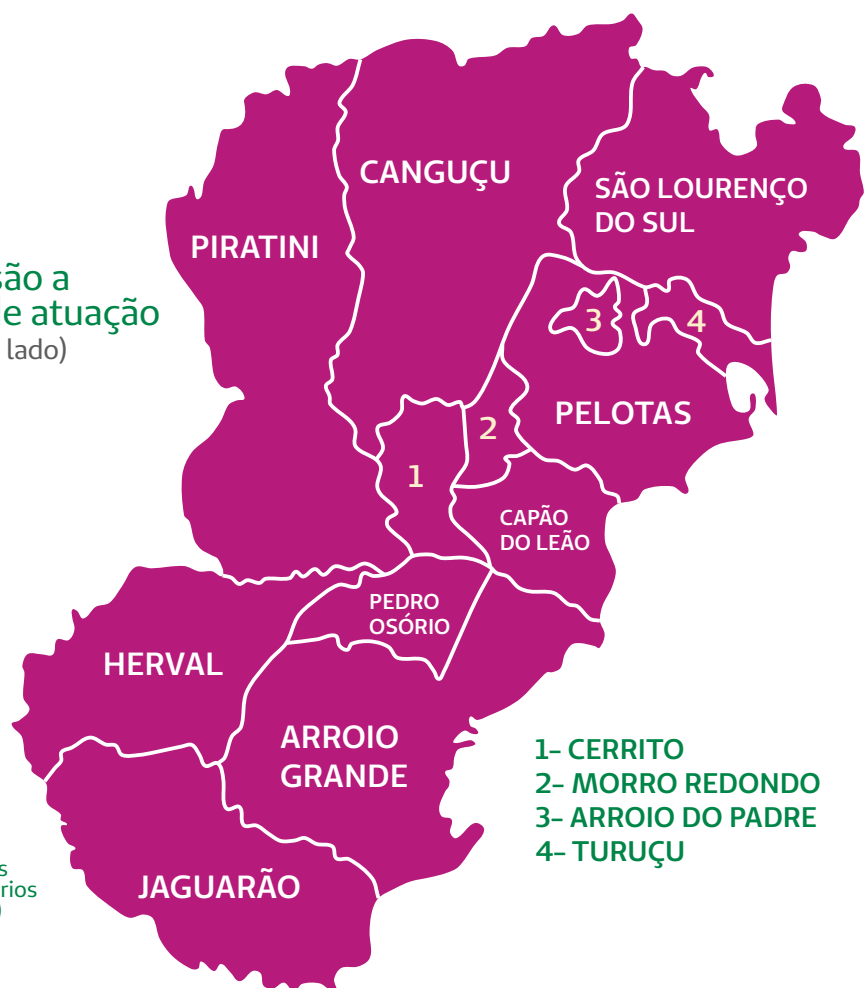 CANGUÇU
SÃO LOURENÇO
DO SUL
PIRATINI
são a
e atuação
lado)
3
4
PELOTAS
2
1
CAPÃO
DO LEÃO
PEDRO
OSÓRIO
HERVAL
ARROIO
GRANDE
1- CERRITO
2- MORRO REDONDO
3- ARROIO DO PADRE
4- TURUÇU
s
rios
)
JAGUARÃO